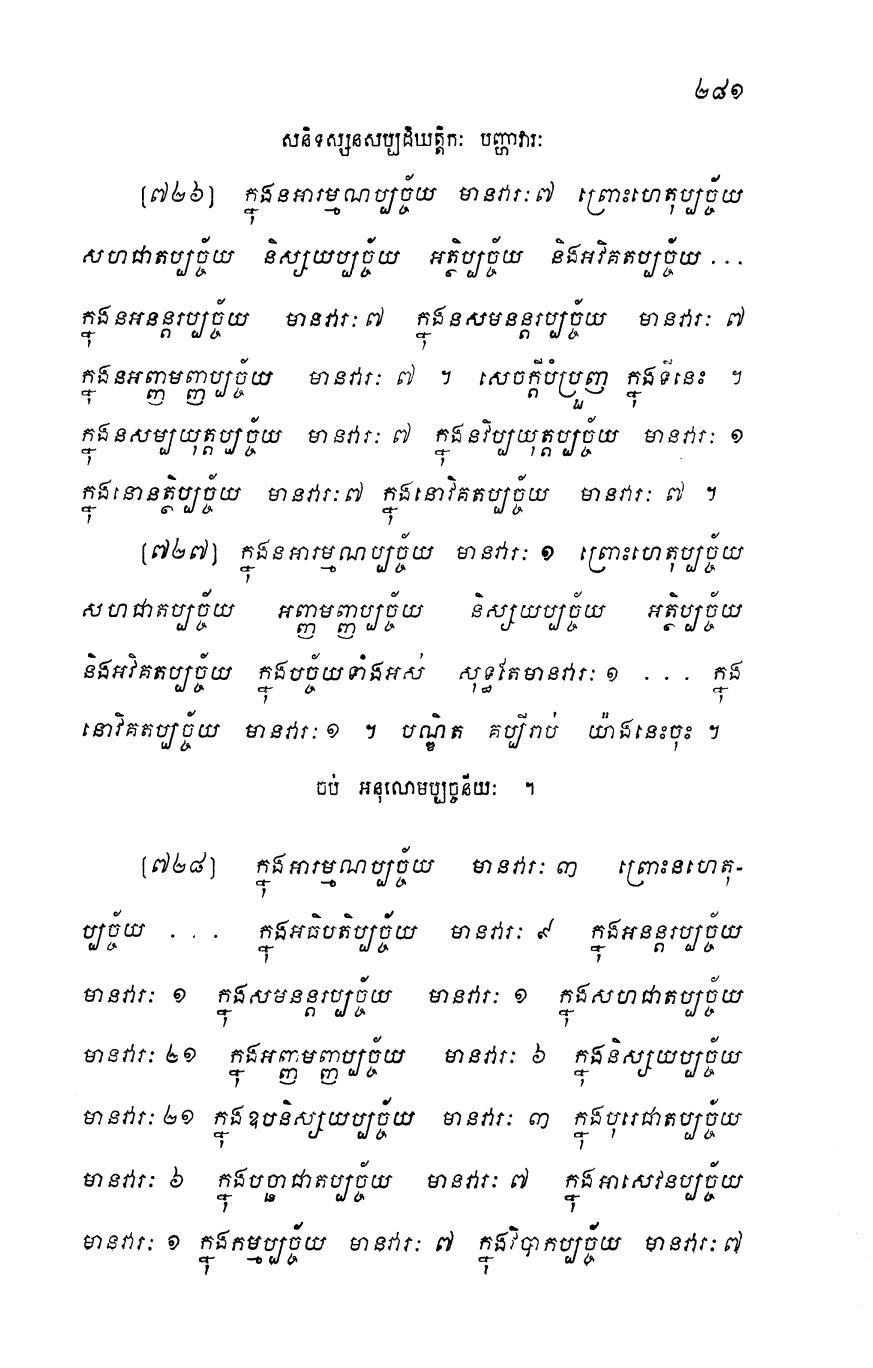 ២៨១
សនិទស្សនសប្បដិឃត្តិកៈ បញ្ហាវារៈ
[៧២៦] ក្នុងនអារម្មណប្បច្ច័យ មានវារៈ៧ ព្រោះហេតុប្បច្ច័យ
សហជាតប្បច្ច័យ និស្សយប្បច្ច័យ អត្ថិប្បច្ច័យ និងអវិគតប្បច្ច័យ ...
ក្នុងនអនន្តរប្បច្ច័យ មានវារៈ៧ ក្នុងនសមនន្តរប្បច្ច័យ មានវារៈ ៧
ក្នុងនអញ្ញាមញ្ញប្បច្ច័យ មានវារៈ ៧ ។ សេចក្តីបំប្រួញ ក្នុងទីនេះ ។
ក្នុងនសម្បយុត្តប្បច្ច័យ មានវារៈ ៧ ក្នុងនវិប្បយុត្តប្បច្ច័យ មានវារៈ ១
ក្នុងនោនត្ថិប្បច្ច័យ មានវារៈ៧ ក្នុងនោវិគតប្បច្ច័យ មានវារៈ ៧ ។
[៧២៧] ក្នុងនអារម្មណប្បច្ច័យ មានវារៈ ១ ព្រោះហេតុប្បច្ច័យ
សហជាតប្បច្ច័យ អញ្ញមញ្ញប្បច្ច័យ និស្សយប្បច្ច័យ អត្ថិប្បច្ច័យ
និងអវិគតប្បច្ច័យ ក្នុងបច្ច័យទាំងអស់ សុទ្ធតែមានវារៈ ១ ... ក្នុង
នោវិគតប្បច្ច័យ មានវារៈ ១ ។ បណ្ឌិត គប្បីរាប់ យ៉ាងនេះចុះ ។
ចប់ អនុលោមប្បច្ចនីយៈ ។
[៧២៨] ក្នុងអារម្មណប្បច្ច័យ មានវារៈ ៣ ព្រោះនហេតុ-
ប្បច្ច័យ ... ក្នុងអធិបតិប្បច្ច័យ មានវារៈ ៩ ក្នុងអនន្តរប្បច្ច័យ
មានវារៈ ១ ក្នុងសមនន្តរប្បច្ច័យ មានវារៈ ១ ក្នុងសហជាតប្បច្ច័យ
មានវារៈ ២១ ក្នុងអញ្ញមញ្ញប្បច្ច័យ មានវារៈ ៦ ក្នុងនិស្សយប្បច្ច័យ
មានវារៈ ២១ ក្នុងឧបនិស្សយប្បច្ច័យ មានវារៈ ៣ ក្នុងបុរេជាតប្បច្ច័យ
មានវារៈ ៦ ក្នុងបច្ឆាជាតប្បច្ច័យ មានវារៈ ៧ ក្នុងអាសេវនប្បច្ច័យ
មានវារៈ ១ ក្នុងកម្មប្បច្ច័យ មានវារៈ ៧ ក្នុងវិបាកប្បច្ច័យ មានវារៈ ៧